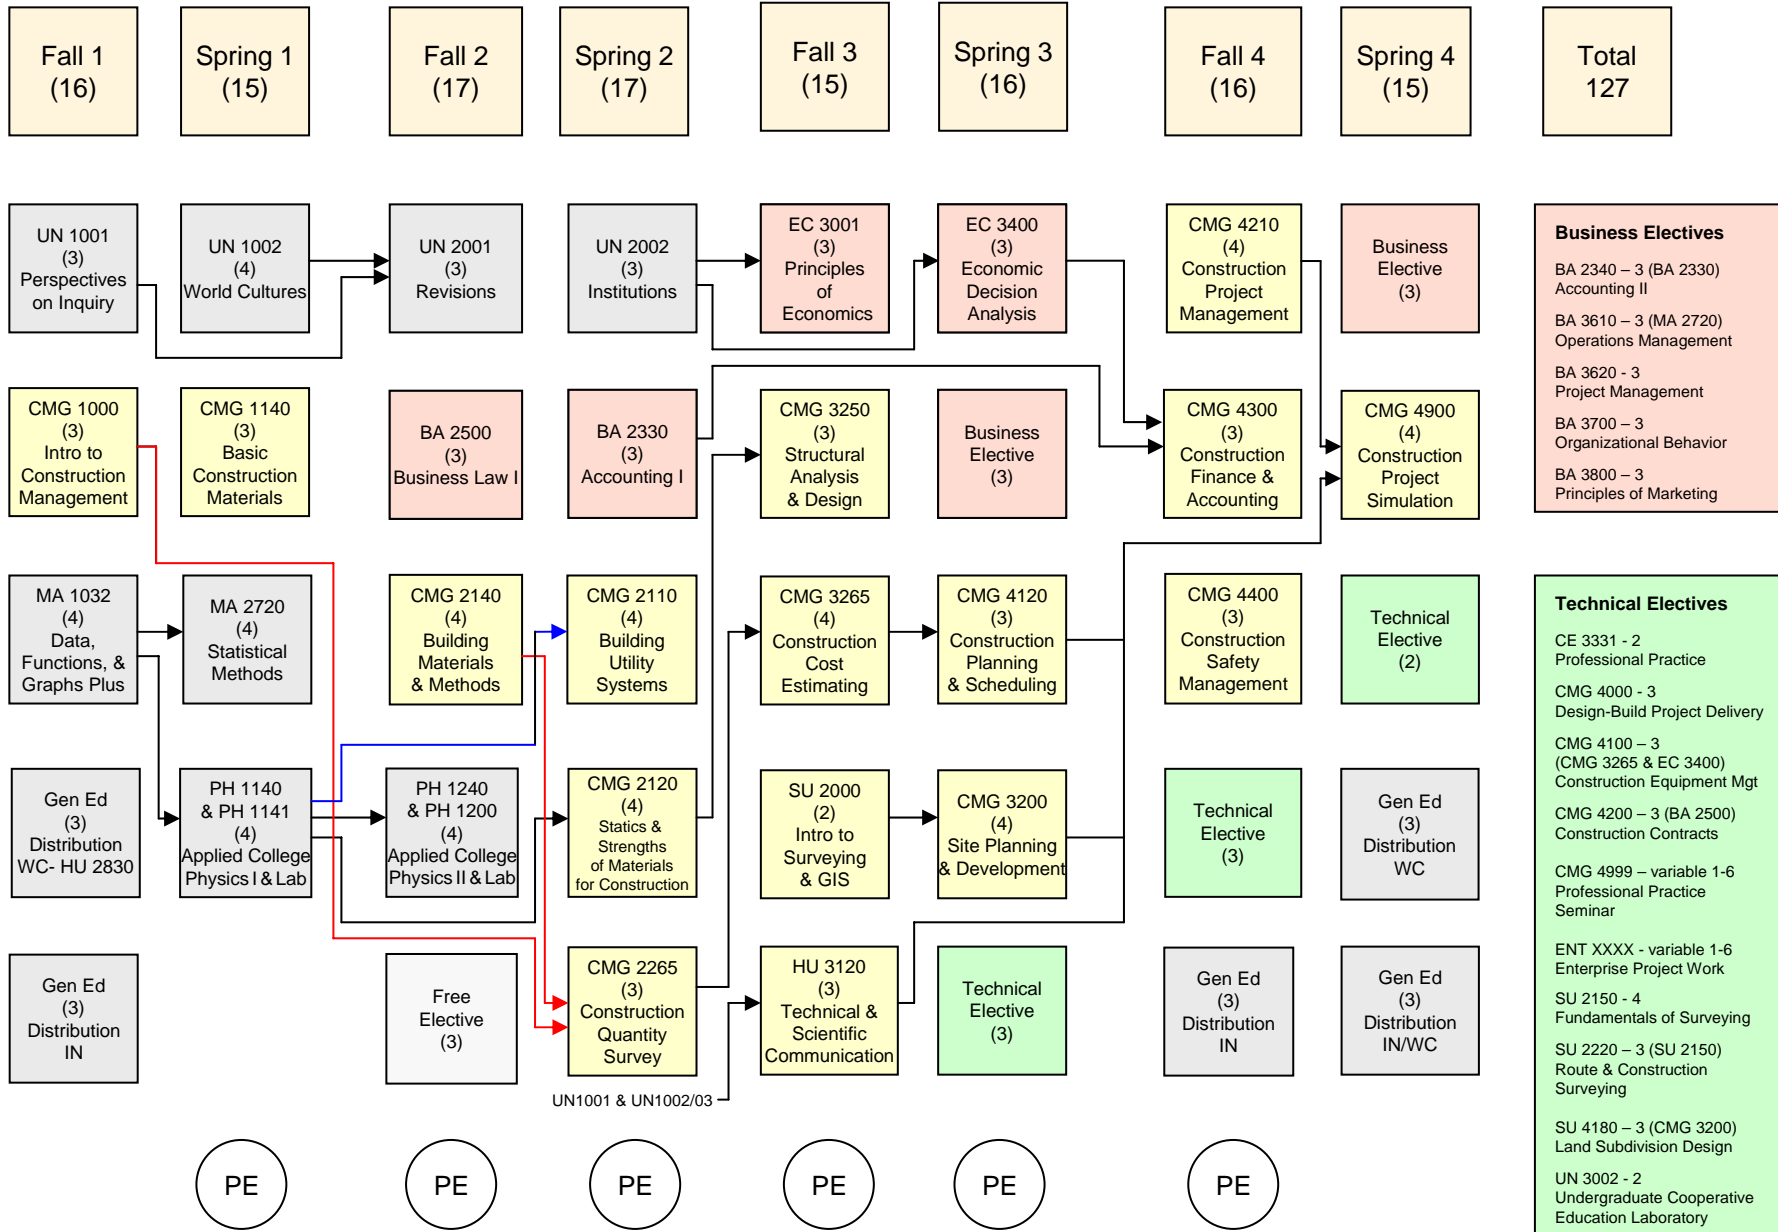 Fall 1
(16)
Spring 1
(15)
Fall 2
(17)
Spring 2
(17)
Fall 3
(15)
Spring 3
(16)
Fall 4
(16)
Spring 4
(15)
Total
127
UN 1001
(3)
Perspectives
on Inquiry
UN 1002
(4)
World Cultures
UN 2001
(3)
Revisions
UN 2002
(3)
Institutions
EC 3001
(3)
Principles
of
Economics
EC 3400
(3)
Economic
Decision
Analysis
CMG 4210
(4)
Construction
Project
Management
Business
Elective
(3)
CMG 1000
(3)
Intro to
Construction
Management
CMG 1140
(3)
Basic
Construction
Materials
BA 2500
(3)
Business Law I
BA 2330
(3)
Accounting I
CMG 3250
(3)
Structural
Analysis
& Design
Business
Elective
(3)
CMG 4300
(3)
Construction
Finance &
Accounting
CMG 4900
(4)
Construction
Project
Simulation
MA 1032
(4)
Data,
Functions, &
Graphs Plus
MA 2720
(4)
Statistical
Methods
CMG 2140
(4)
Building
Materials
& Methods
CMG 2110
(4)
Building
Utility
Systems
CMG 3265
(4)
Construction
Cost
Estimating
CMG 4120
(3)
Construction
Planning
& Scheduling
CMG 4400
(3)
Construction
Safety
Management
Technical
Elective
(2)
Gen Ed
(3)
Distribution
WC- HU 2830
PH 1140
& PH 1141
(4)
Applied College
Physics I & Lab
PH 1240
& PH 1200
(4)
Applied College
Physics II & Lab
CMG 2120
(4)
Statics &
Strengths
of Materials
for Construction
SU 2000
(2)
Intro to
Surveying
& GIS
CMG 3200
(4)
Site Planning
& Development
Technical
Elective
(3)
Gen Ed
(3)
Distribution
WC
Gen Ed
(3)
Distribution
IN
Free
Elective
(3)
CMG 2265
(3)
Construction
Quantity
Survey
HU 3120
(3)
Technical &
Scientific
Communication
Technical
Elective
(3)
Gen Ed
(3)
Distribution
IN
Gen Ed
(3)
Distribution
IN/WC
UN1001 & UN1002/03
PE
PE
PE
PE
PE
PE
Business Electives
BA 2340 – 3 (BA 2330)
Accounting II
BA 3610 – 3 (MA 2720)
Operations Management
BA 3620 - 3
Project Management
BA 3700 – 3
Organizational Behavior
BA 3800 – 3
Principles of Marketing
Technical Electives
CE 3331 - 2
Professional Practice
CMG 4000 - 3
Design-Build Project Delivery
CMG 4100 – 3
(CMG 3265 & EC 3400)
Construction Equipment Mgt
CMG 4200 – 3 (BA 2500)
Construction Contracts
CMG 4999 – variable 1-6
Professional Practice
Seminar
ENT XXXX - variable 1-6
Enterprise Project Work
SU 2150 - 4
Fundamentals of Surveying
SU 2220 – 3 (SU 2150)
Route & Construction
Surveying
SU 4180 – 3 (CMG 3200)
Land Subdivision Design
UN 3002 - 2
Undergraduate Cooperative
Education Laboratory